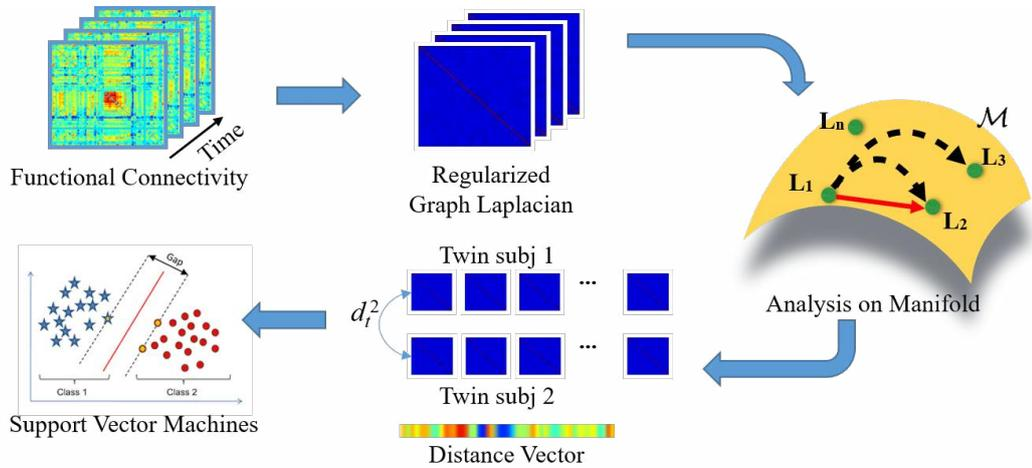 Time
Functional Connectivity
Regularized
Graph Laplacian
ℳ
Lₙ
L₃
L₁
L₂
Analysis on Manifold
Twin subj 1
...
dₜ²
...
Twin subj 2
Distance Vector
Gap
Class 1
Class 2
Support Vector Machines